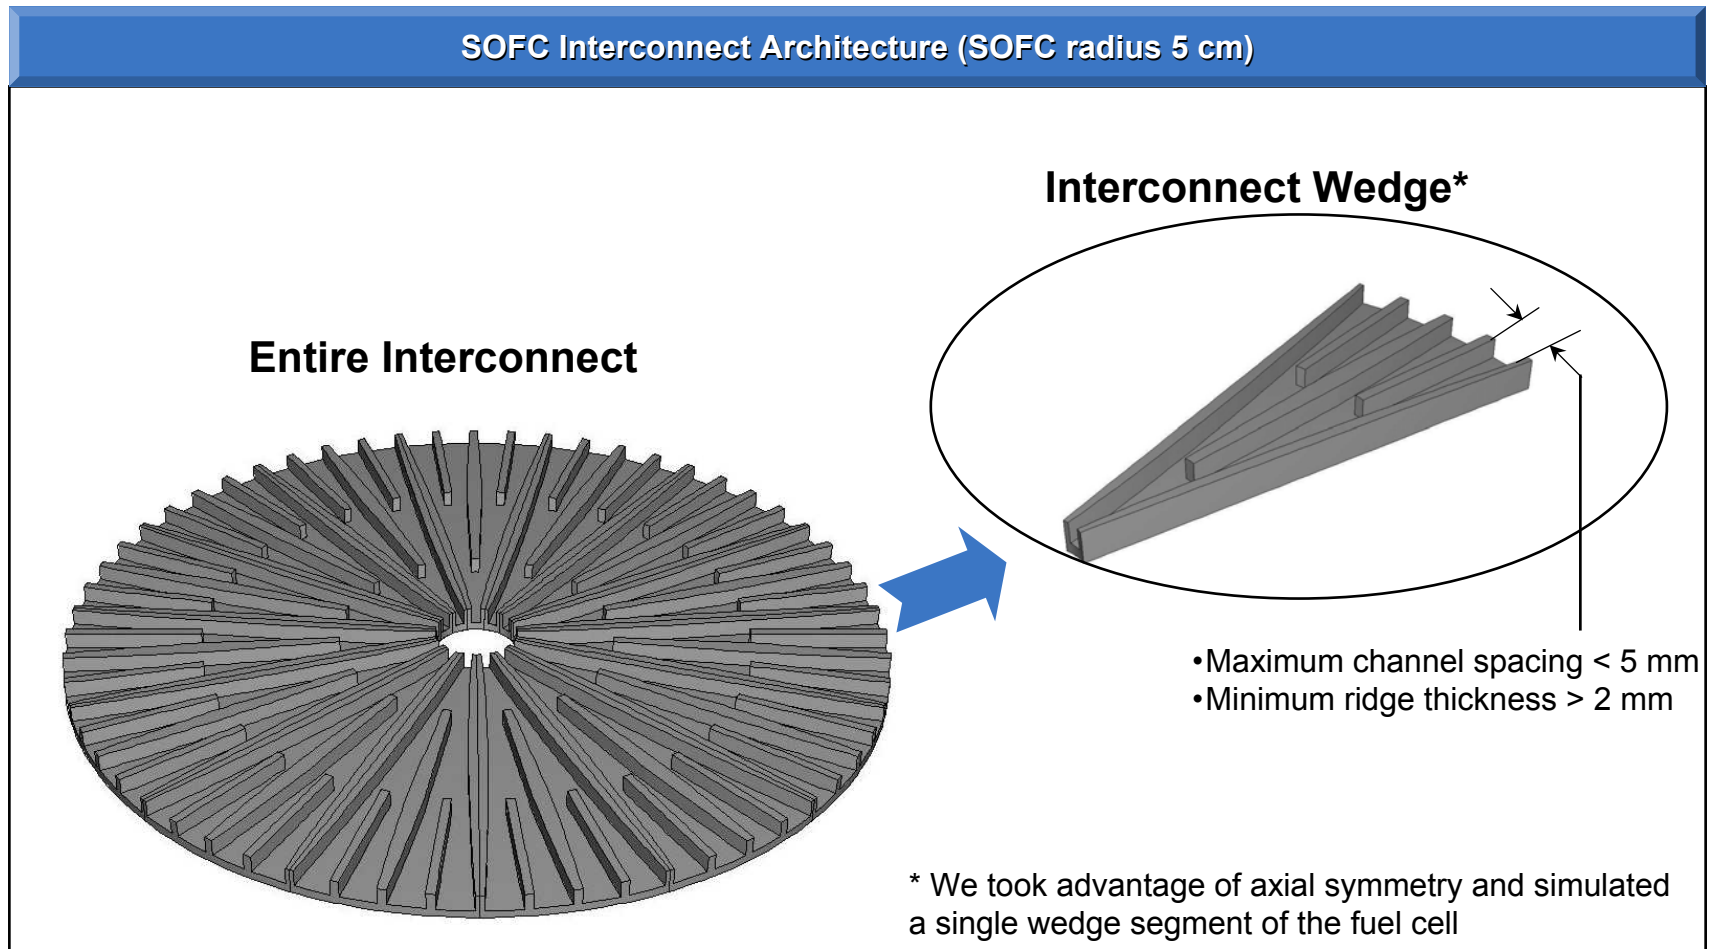 SOFC Interconnect Architecture (SOFC radius 5 cm)
Interconnect Wedge*
Entire Interconnect
•Maximum channel spacing < 5 mm
•Minimum ridge thickness > 2 mm
* We took advantage of axial symmetry and simulated
a single wedge segment of the fuel cell